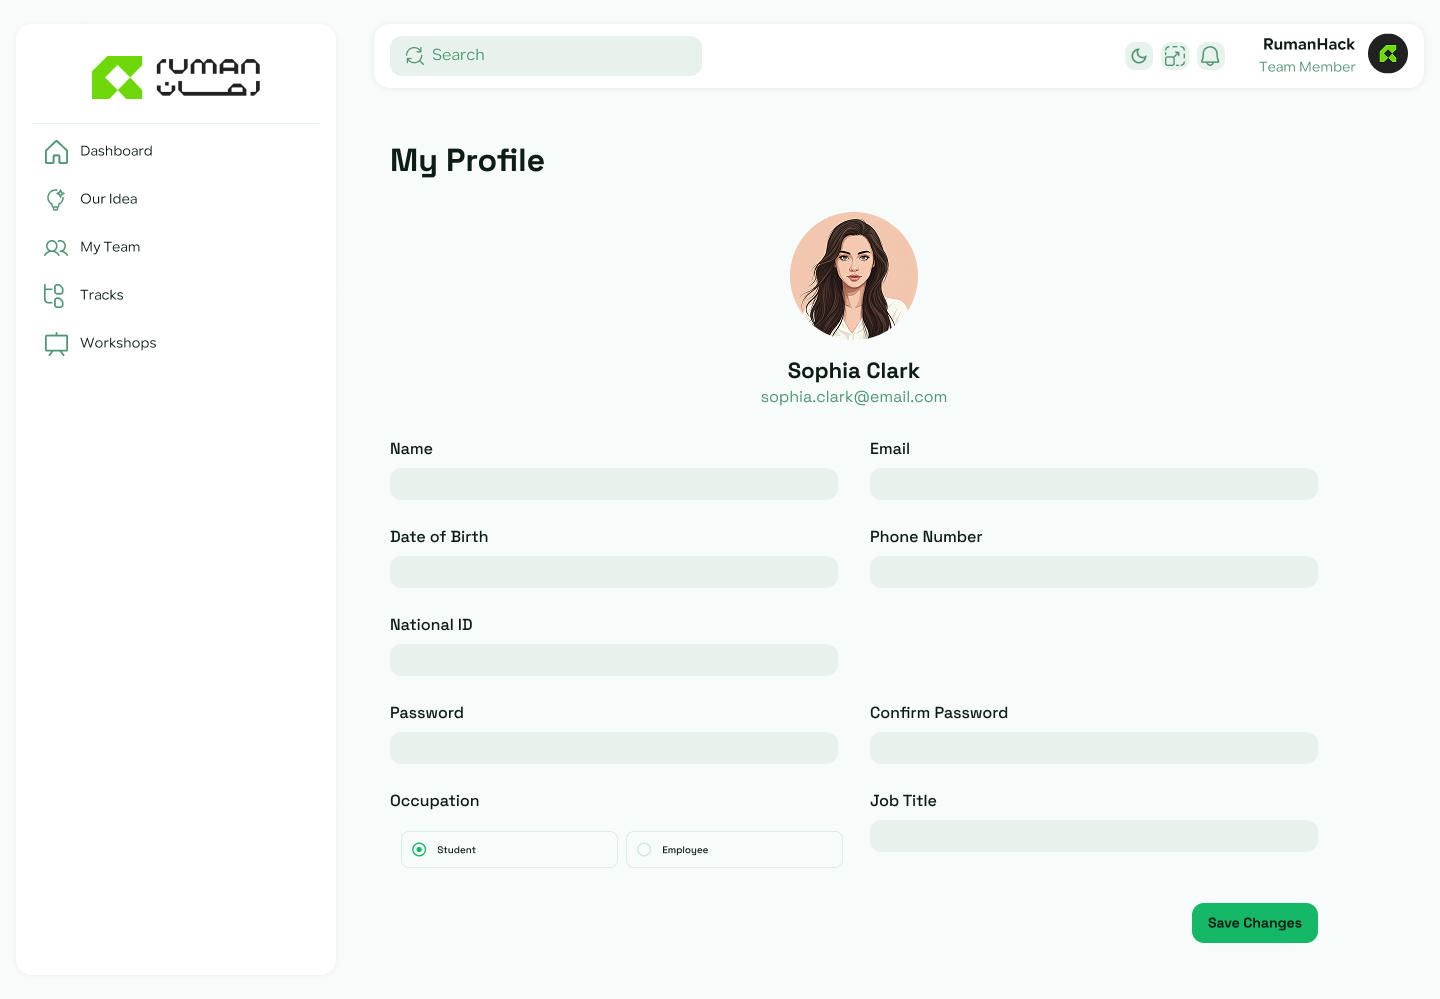 ruman
رمان
Dashboard
Our Idea
My Team
Tracks
Workshops
Search
RumanHack
Team Member
My Profile
Sophia Clark
sophia.clark@email.com
Name
Email
Date of Birth
Phone Number
National ID
Password
Confirm Password
Occupation
Job Title
Student
Employee
Save Changes